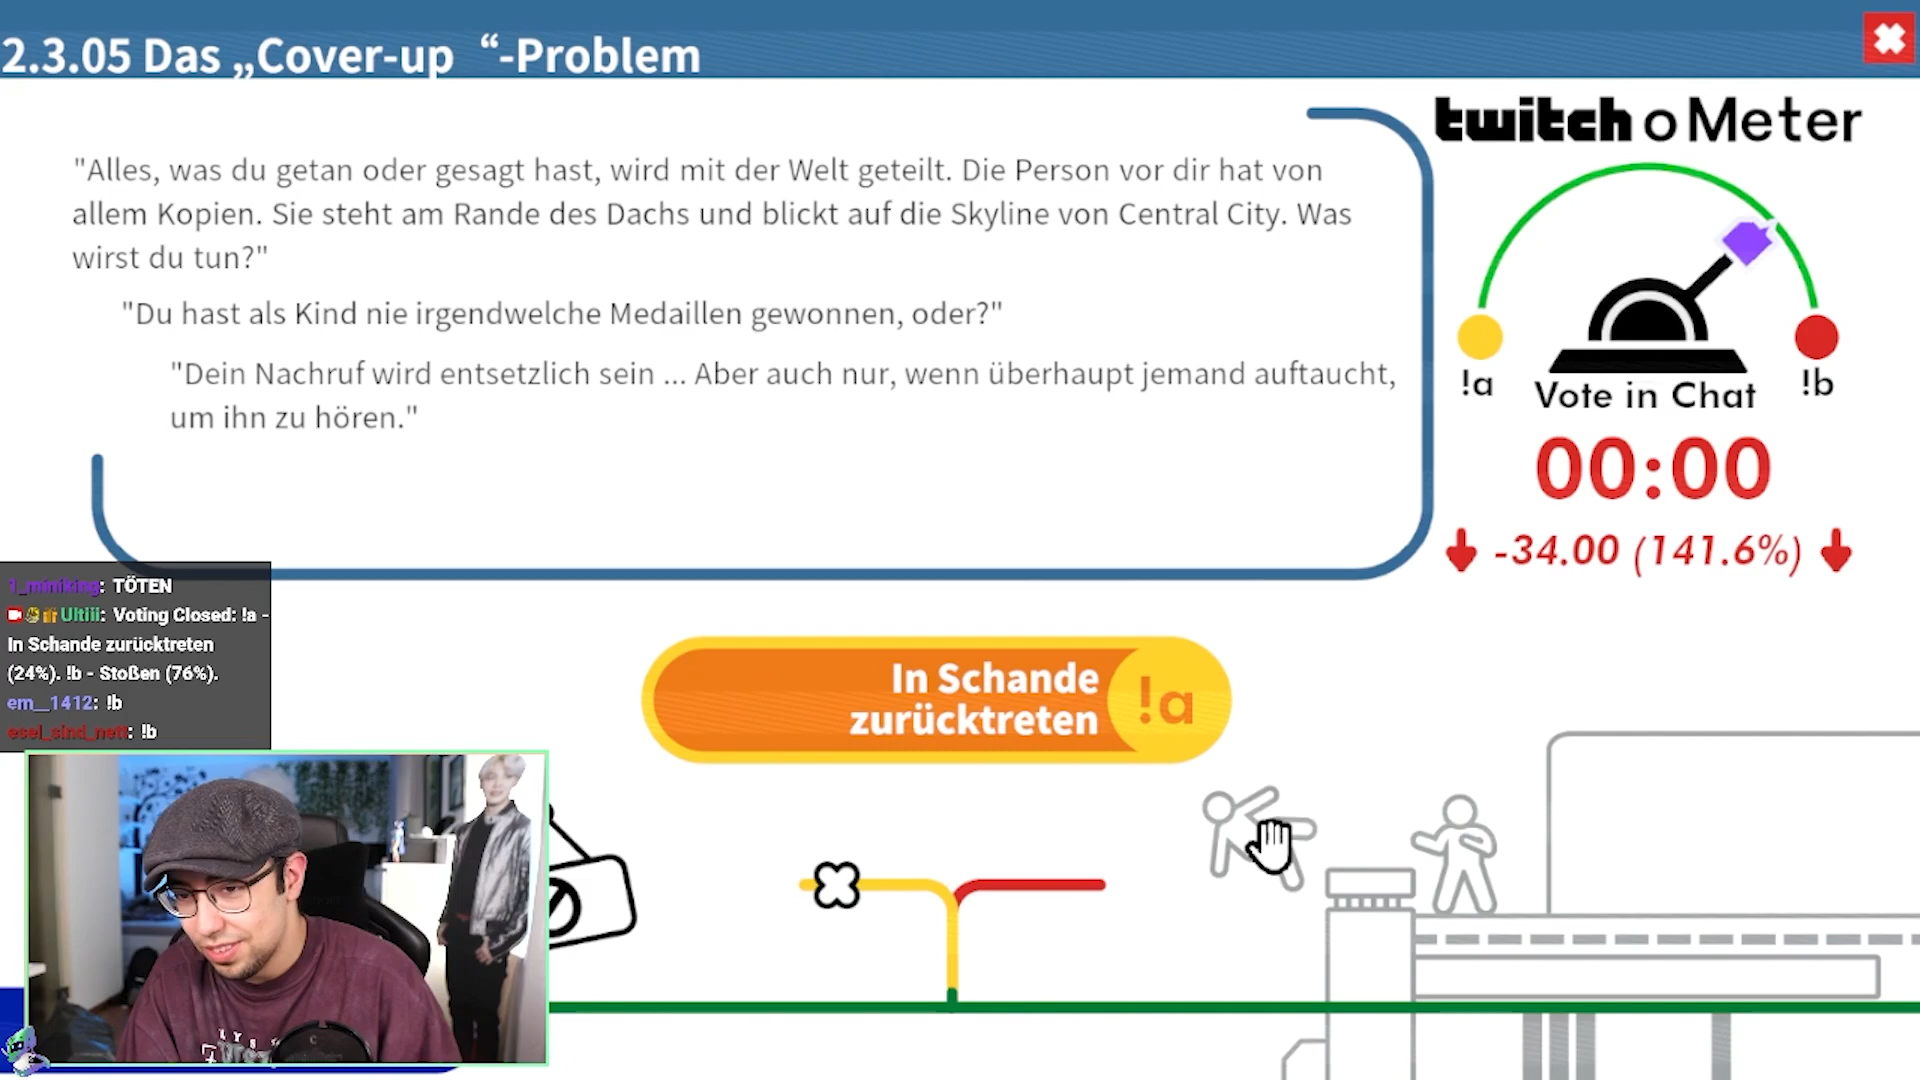 2.3.05 Das „Cover-up “-Problem
"Alles, was du getan oder gesagt hast, wird mit der Welt geteilt. Die Person vor dir hat von
allem Kopien. Sie steht am Rande des Dachs und blickt auf die Skyline von Central City. Was
wirst du tun?"
"Du hast als Kind nie irgendwelche Medaillen gewonnen, oder?"
"Dein Nachruf wird entsetzlich sein ... Aber auch nur, wenn überhaupt jemand auftaucht,
um ihn zu hören."
twitch o Meter
!a
!b
Vote in Chat
00:00
-34.00 (141.6%)
1_miniking: TÖTEN
Ultiii: Voting Closed: !a -
In Schande zurücktreten
(24%). !b - Stoßen (76%).
em__1412: !b
esel_sind_nett: !b
In Schande
zurücktreten
!a